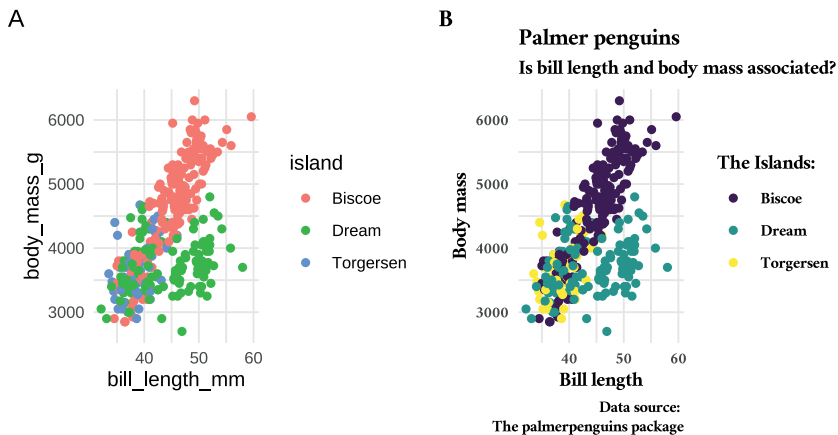 A
6000
5000
4000
3000
body_mass_g
40 50 60
bill_length_mm
island
Biscoe
Dream
Torgersen
B
Palmer penguins
Is bill length and body mass associated?
6000
5000
4000
3000
Body mass
40 50 60
Bill length
The Islands:
Biscoe
Dream
Torgersen
Data source:
The palmerpenguins package